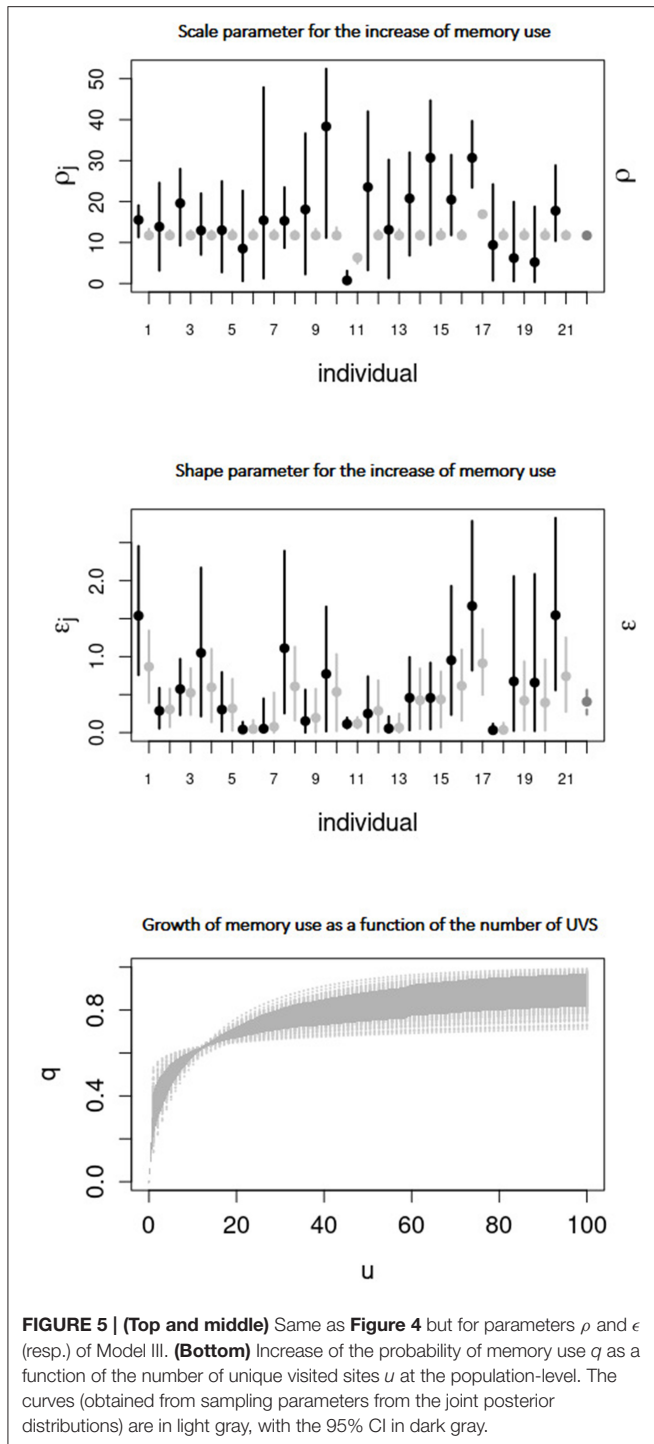 Scale parameter for the increase of memory use
50
40
30
20
10
0
ρj
ρ
1 3 5 7 9 11 13 15 17 19 21
individual
Shape parameter for the increase of memory use
2.0
1.0
0.0
εj
ε
1 3 5 7 9 11 13 15 17 19 21
individual
Growth of memory use as a function of the number of UVS
0.8
0.4
0.0
q
0 20 40 60 80 100
u
FIGURE 5 | (Top and middle) Same as Figure 4 but for parameters ρ and ϵ
(resp.) of Model III. (Bottom) Increase of the probability of memory use q as a
function of the number of unique visited sites u at the population-level. The
curves (obtained from sampling parameters from the joint posterior
distributions) are in light gray, with the 95% CI in dark gray.